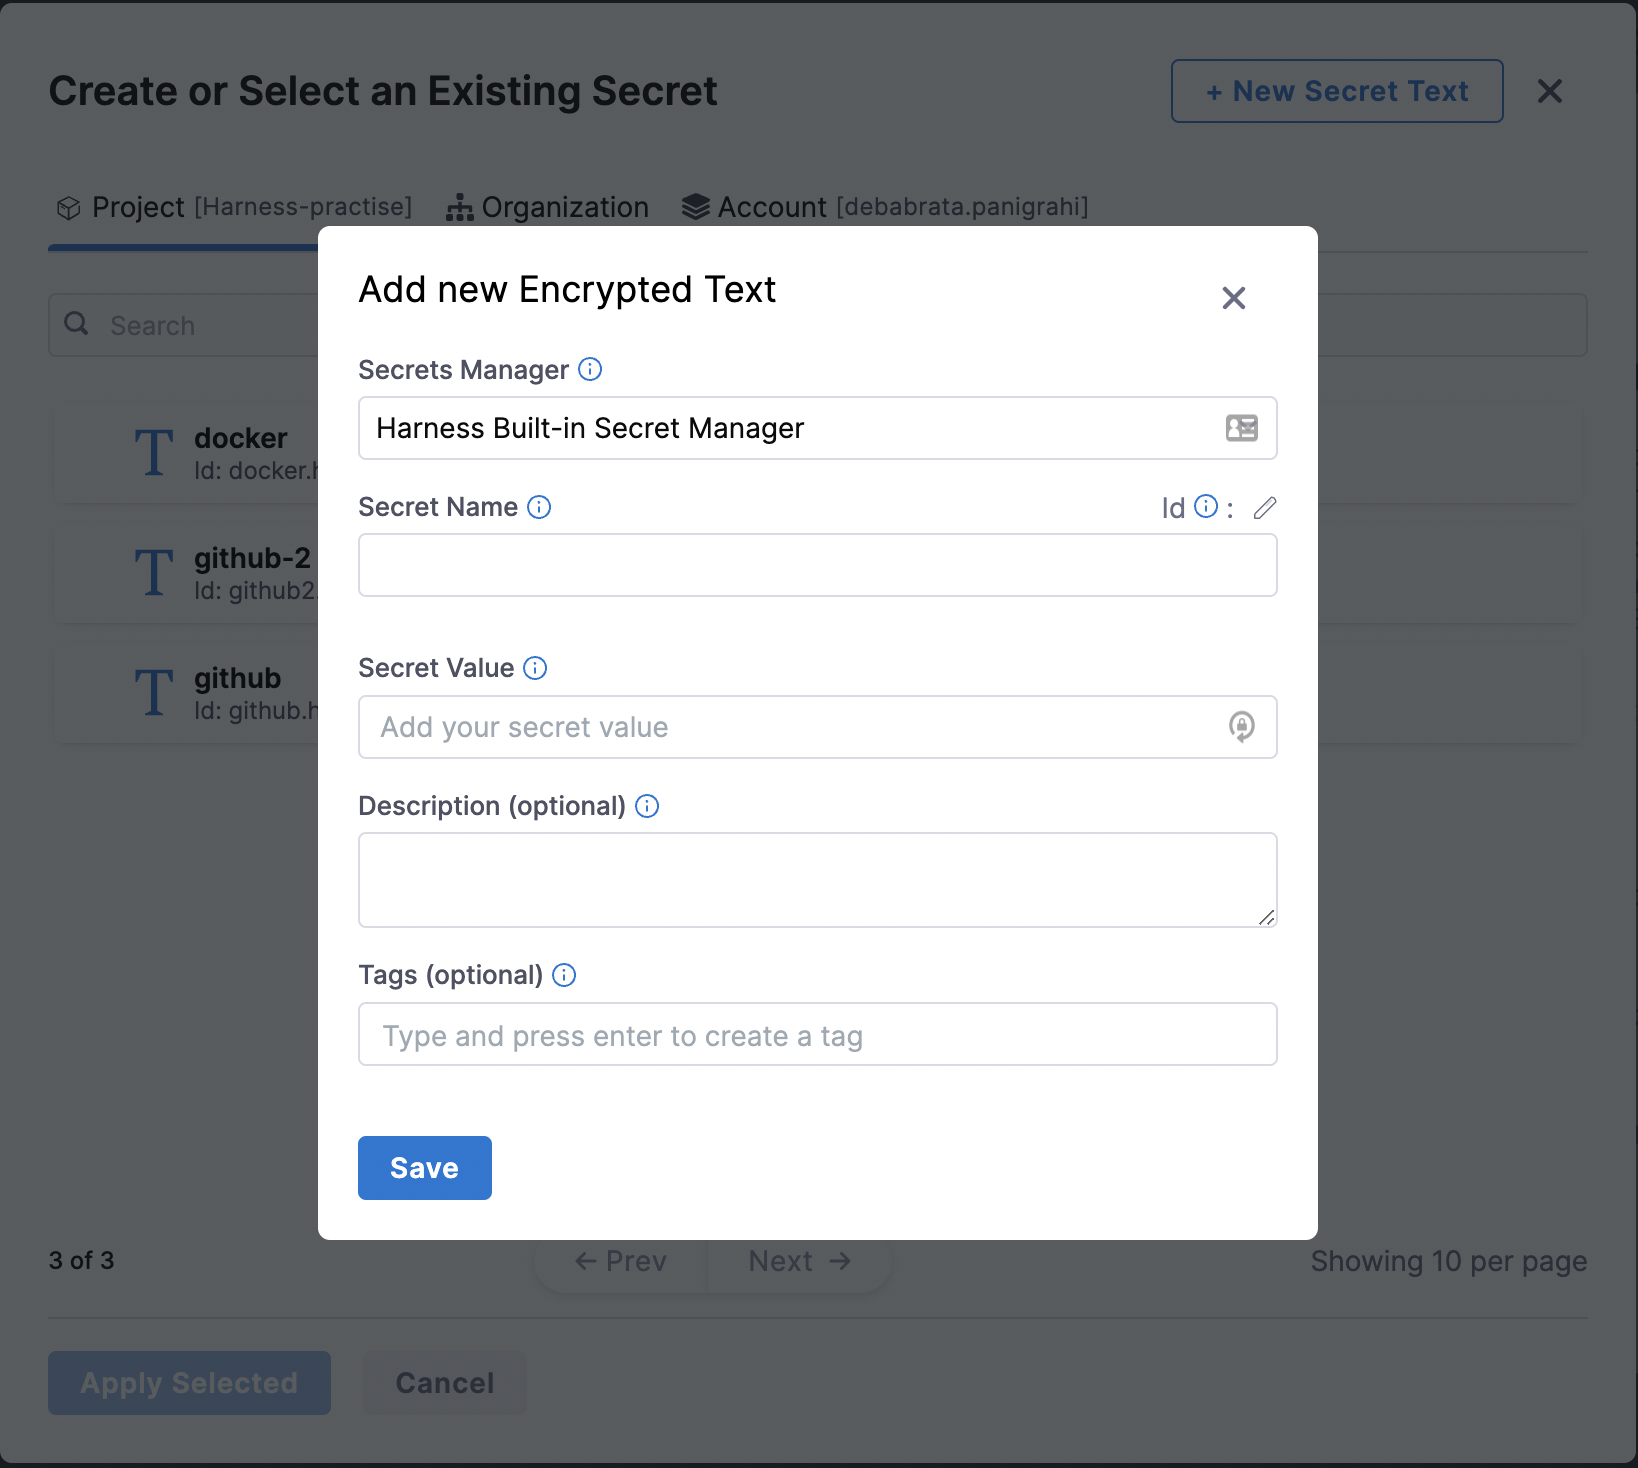 Create or Select an Existing Secret
+ New Secret Text
Project [Harness-practise] Organization Account [debabrata.panigrahi]
Search
docker
Id: docker.h
github-2
Id: github2.
github
Id: github.h
Add new Encrypted Text
Secrets Manager
Harness Built-in Secret Manager
Secret Name
Id :
Secret Value
Add your secret value
Description (optional)
Tags (optional)
Type and press enter to create a tag
Save
3 of 3
← Prev
Next →
Showing 10 per page
Apply Selected
Cancel